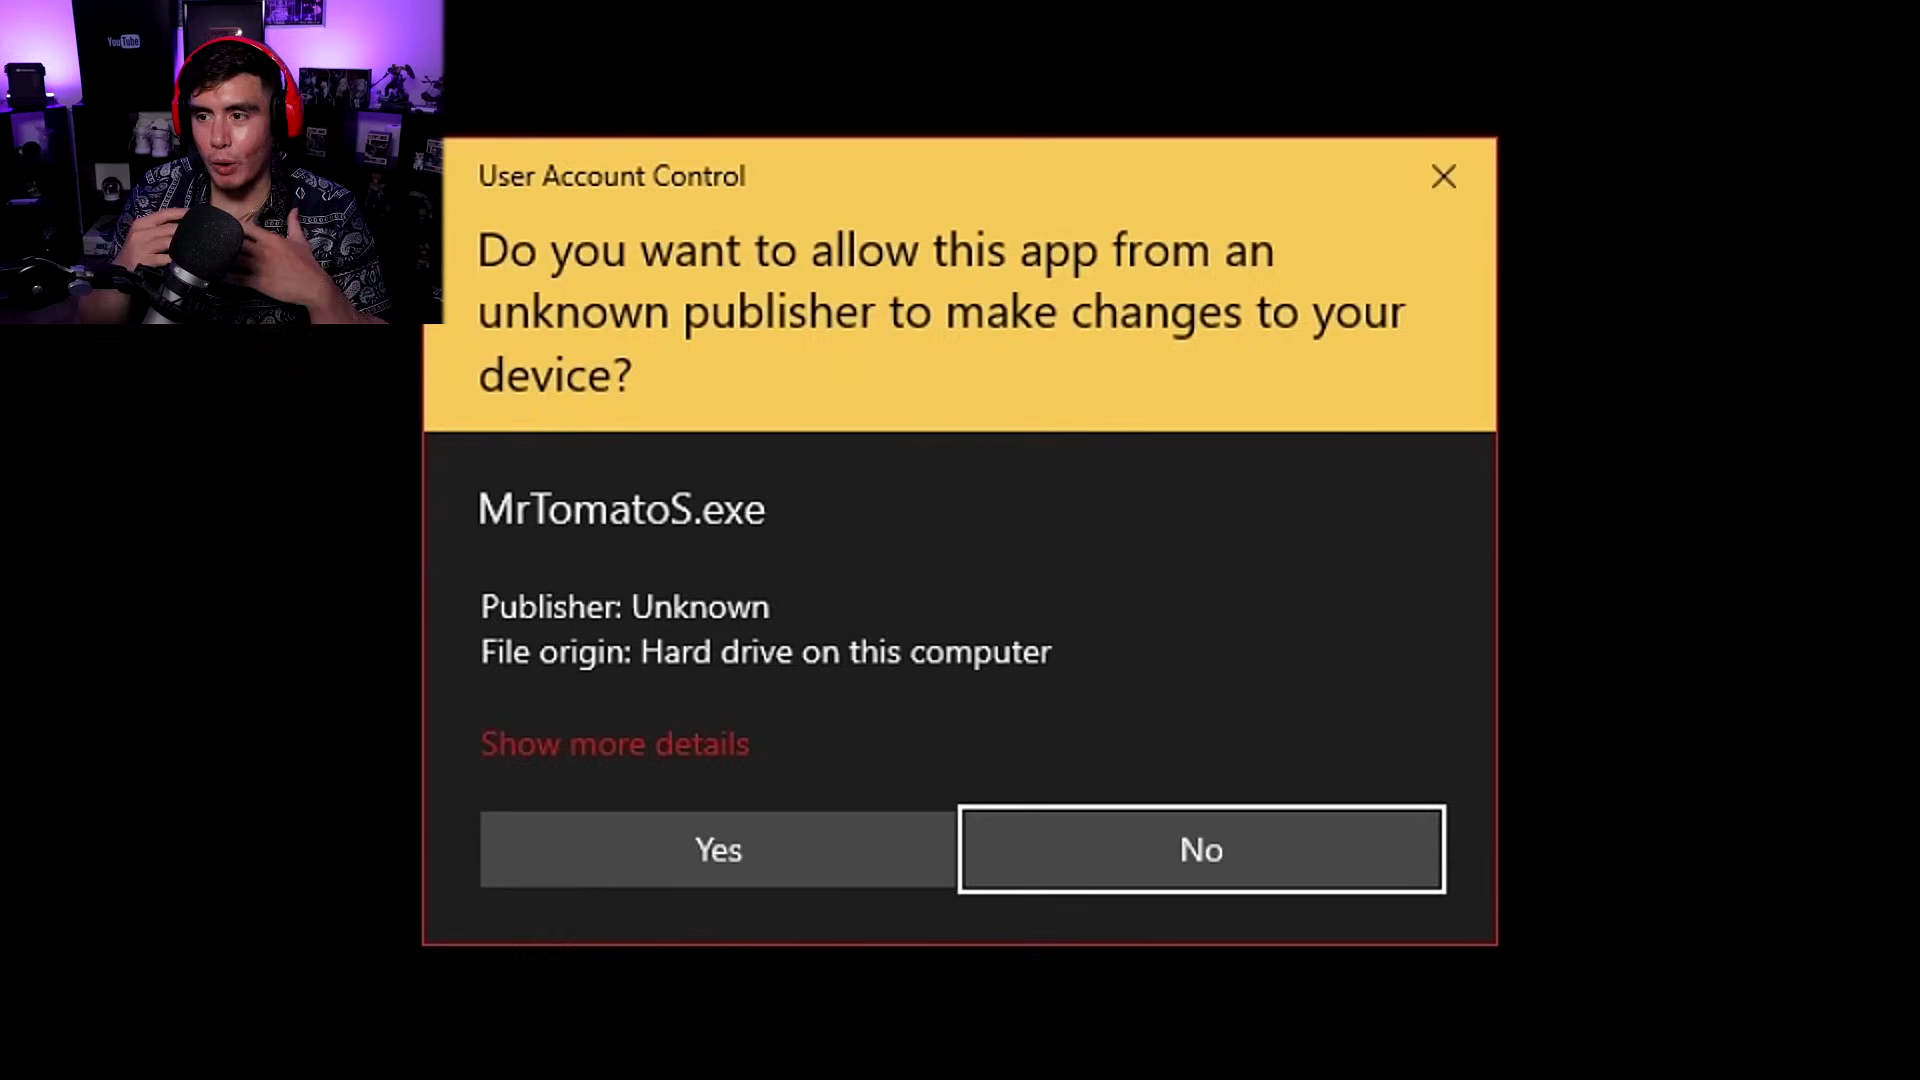 YouTube
User Account Control
Do you want to allow this app from an
unknown publisher to make changes to your
device?
MrTomatoS.exe
Publisher: Unknown
File origin: Hard drive on this computer
Show more details
Yes
No